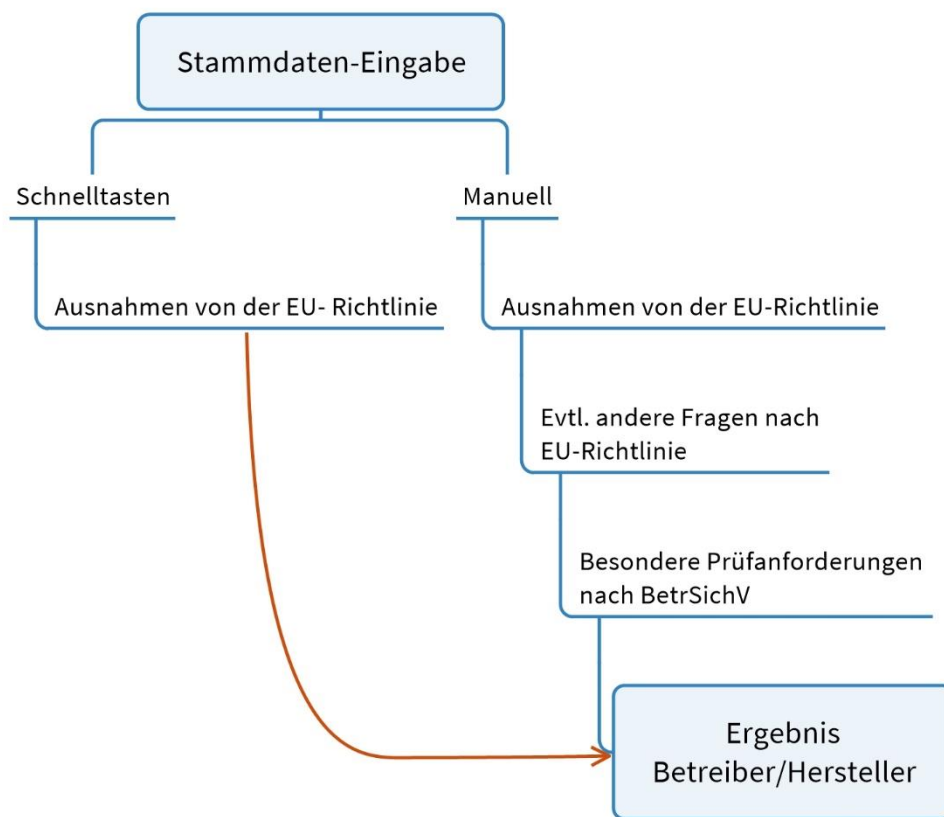 Stammdaten-Eingabe
Schnelltasten
Manuell
Ausnahmen von der EU- Richtlinie
Ausnahmen von der EU-Richtlinie
Evtl. andere Fragen nach
EU-Richtlinie
Besondere Prüfanforderungen
nach BetrSichV
Ergebnis
Betreiber/Hersteller